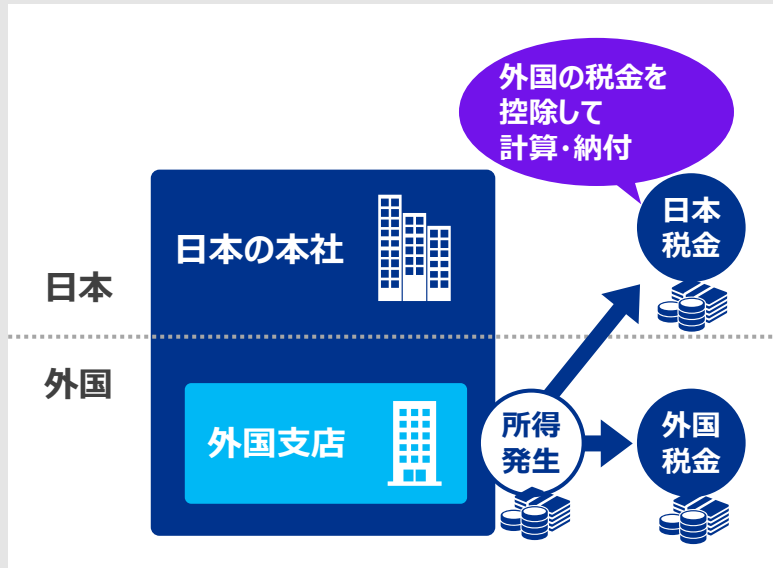 外国の税金を
控除して
計算・納付
日本
税金
日本の本社
日本
外国
外国支店
所得
発生
外国
税金